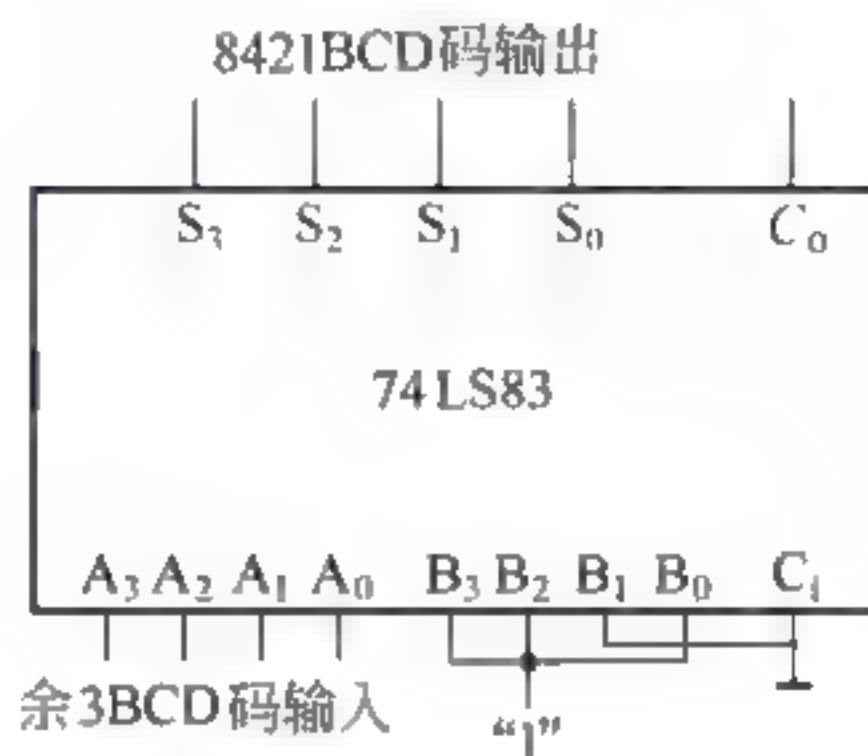 8421BCD码输出
S₃ S₂ S₁ S₀ C₀
74LS83
A₃ A₂ A₁ A₀ B₃ B₂ B₁ B₀ Cᵢ
余3BCD码输入
“1”